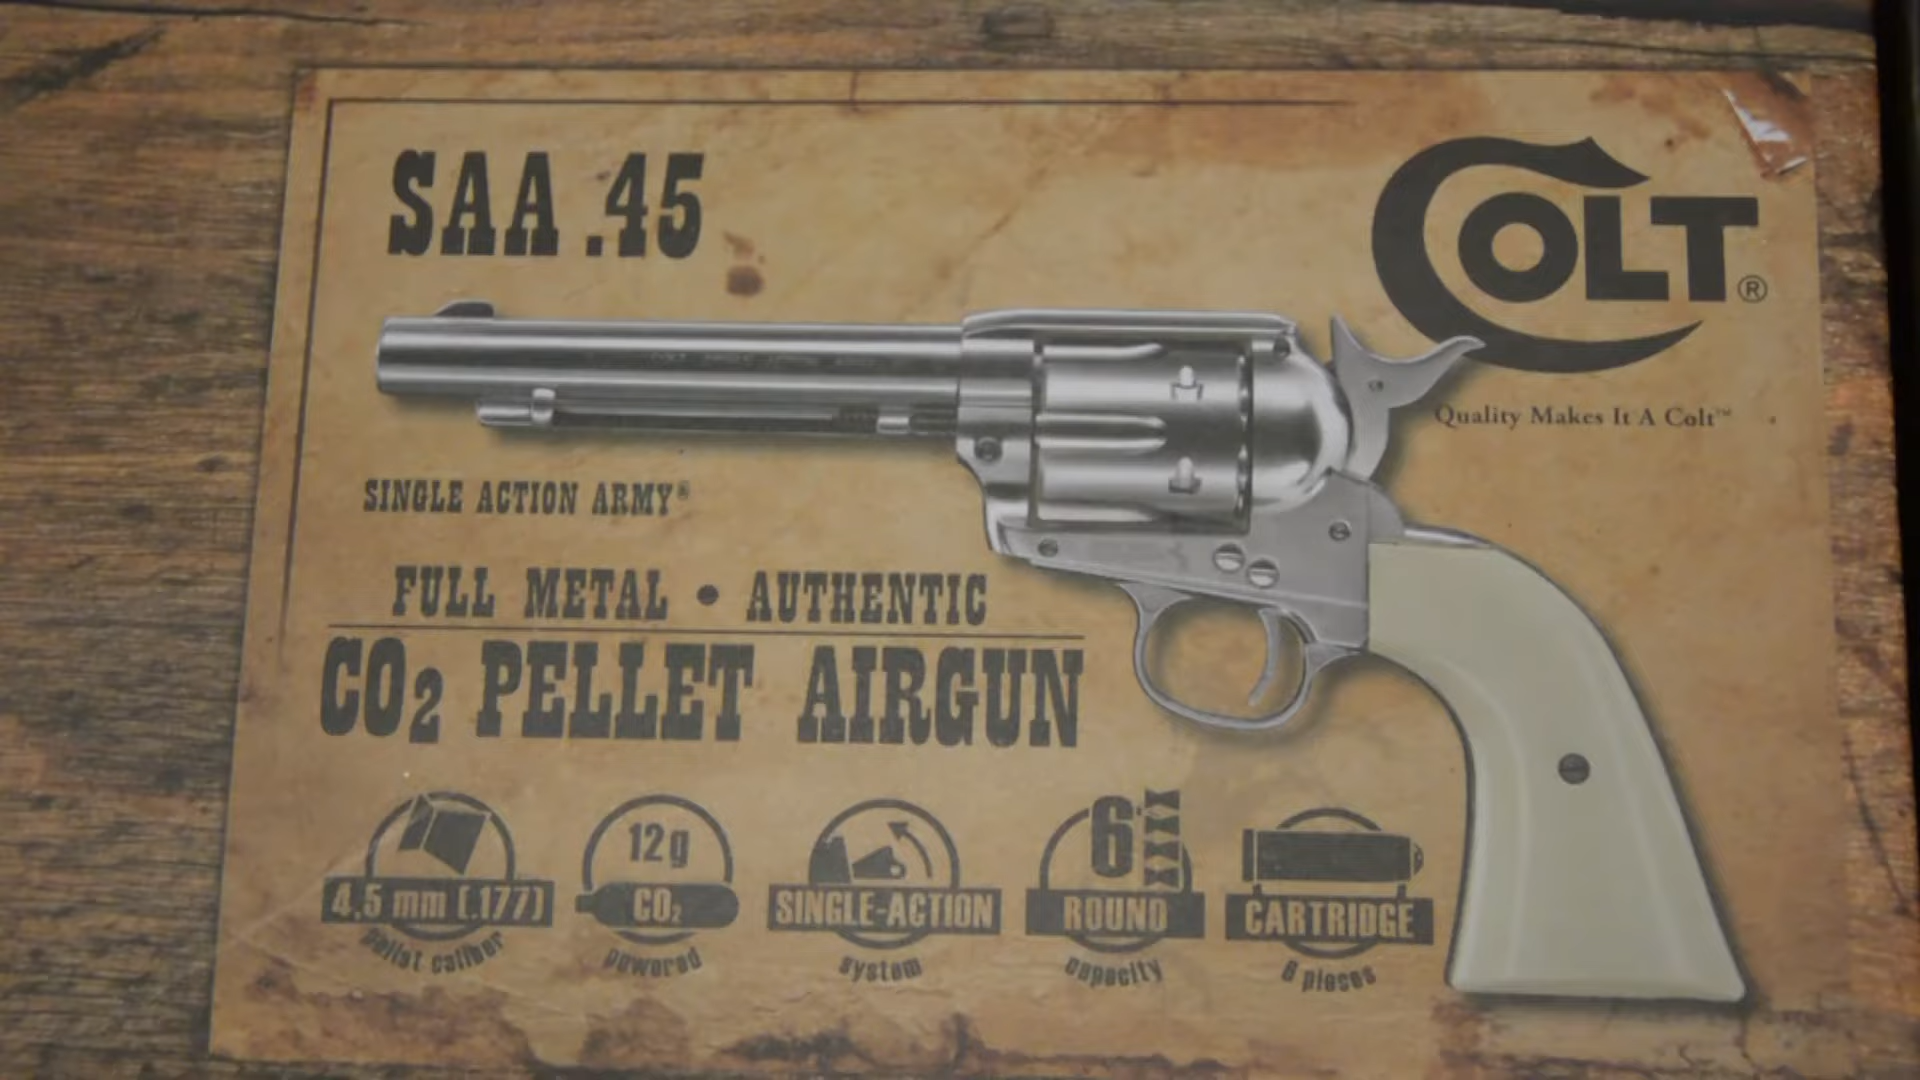 SAA .45
COLT®
Quality Makes It A Colt™
SINGLE ACTION ARMY®
FULL METAL • AUTHENTIC
CO2 PELLET AIRGUN
4,5 mm (.177)
pellet caliber
12g
CO2
powered
SINGLE-ACTION
system
6
ROUND
capacity
CARTRIDGE
6 pieces